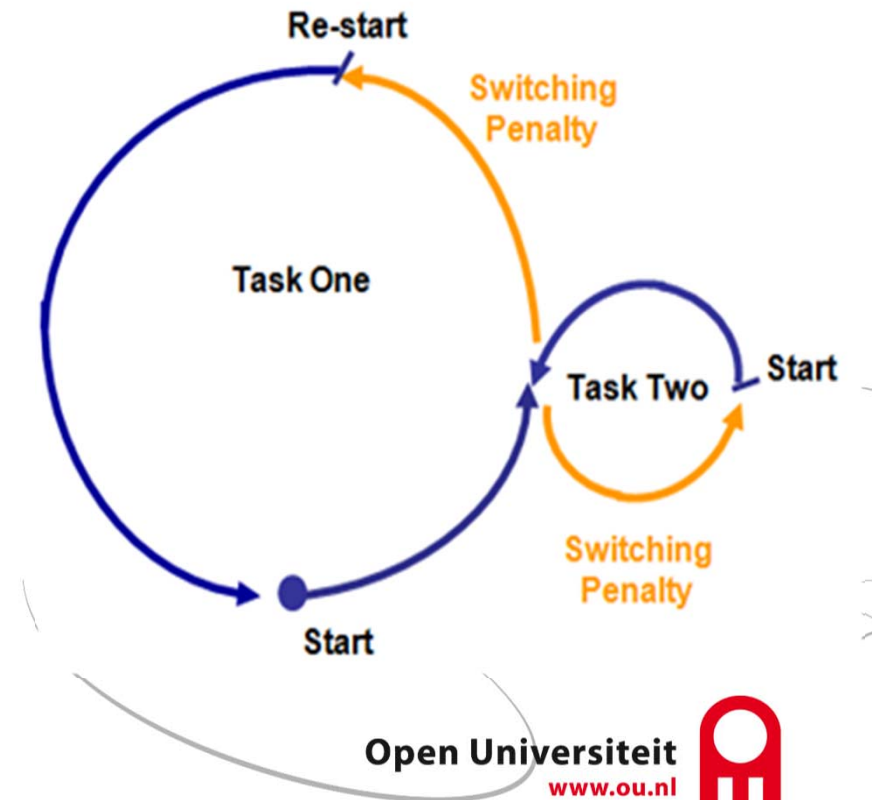 Re-start
Switching
Penalty
Task One
Task Two
Start
Switching
Penalty
Start
Open Universiteit
www.ou.nl